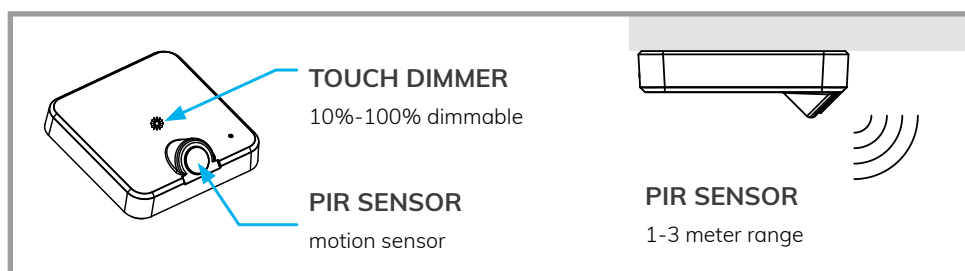 TOUCH DIMMER
10%-100% dimmable
PIR SENSOR
motion sensor
PIR SENSOR
1-3 meter range